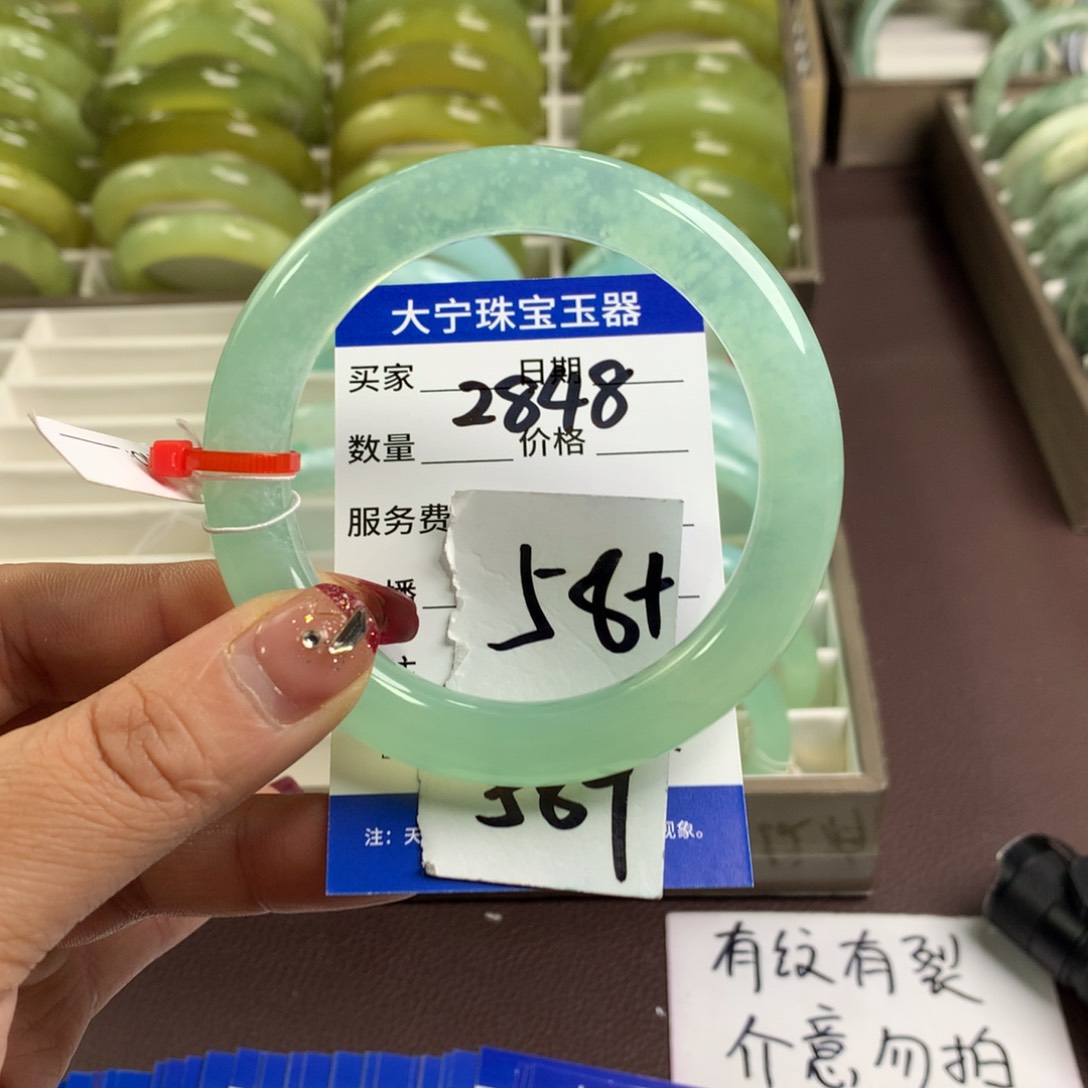 大宁珠宝玉器
买家 日期
2848
数量 价格
服务费
58+
587
注：天 现象。
有纹有裂
介意勿拍